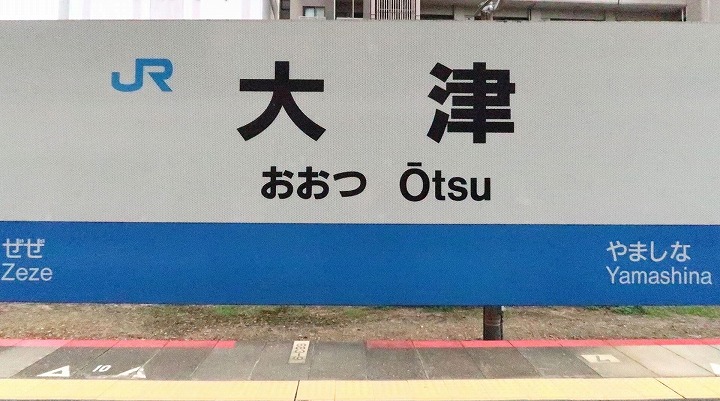 JR
大津
おおつ Ōtsu
ぜぜ
Zeze
やましな
Yamashina
10